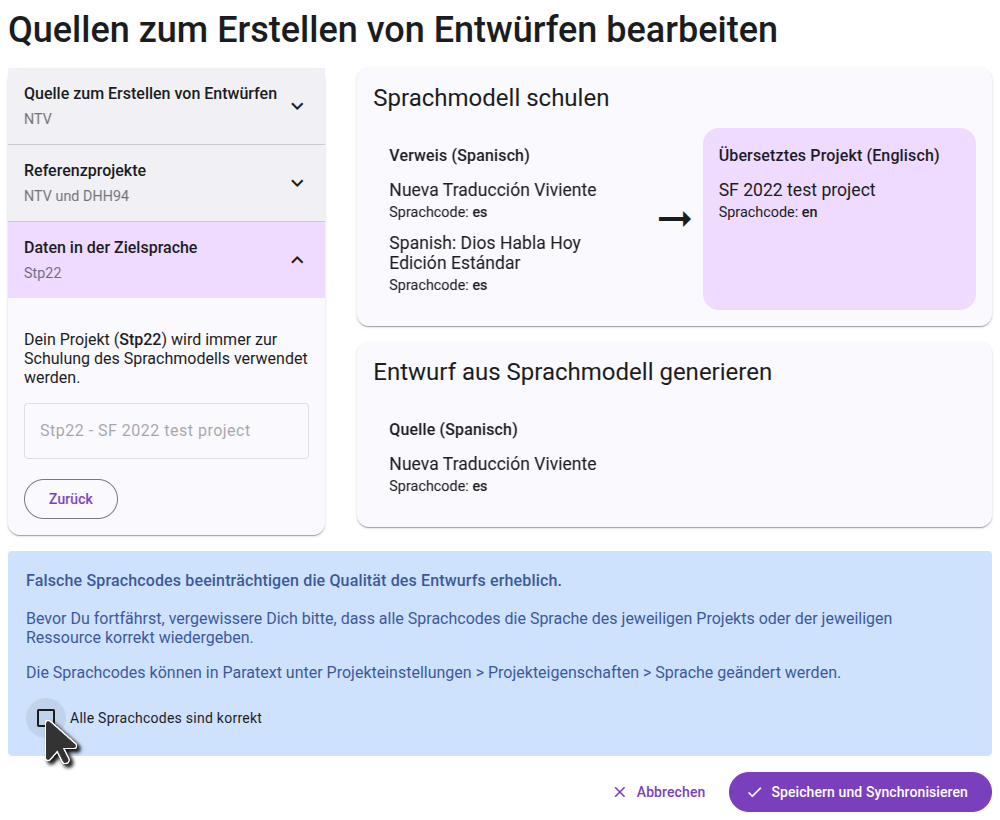 Quellen zum Erstellen von Entwürfen bearbeiten
Quelle zum Erstellen von Entwürfen
NTV
Referenzprojekte
NTV und DHH94
Daten in der Zielsprache
Stp22
Dein Projekt (Stp22) wird immer zur
Schulung des Sprachmodells verwendet
werden.
Stp22 - SF 2022 test project
Zurück
Sprachmodell schulen
Verweis (Spanisch)
Nueva Traducción Viviente
Sprachcode: es
Spanish: Dios Habla Hoy
Edición Estándar
Sprachcode: es
Übersetztes Projekt (Englisch)
SF 2022 test project
Sprachcode: en
Entwurf aus Sprachmodell generieren
Quelle (Spanisch)
Nueva Traducción Viviente
Sprachcode: es
Falsche Sprachcodes beeinträchtigen die Qualität des Entwurfs erheblich.
Bevor Du fortfährst, vergewissere Dich bitte, dass alle Sprachcodes die Sprache des jeweiligen Projekts oder der jeweiligen
Ressource korrekt wiedergeben.
Die Sprachcodes können in Paratext unter Projekteinstellungen > Projekteigenschaften > Sprache geändert werden.
Alle Sprachcodes sind korrekt
Abbrechen
Speichern und Synchronisieren